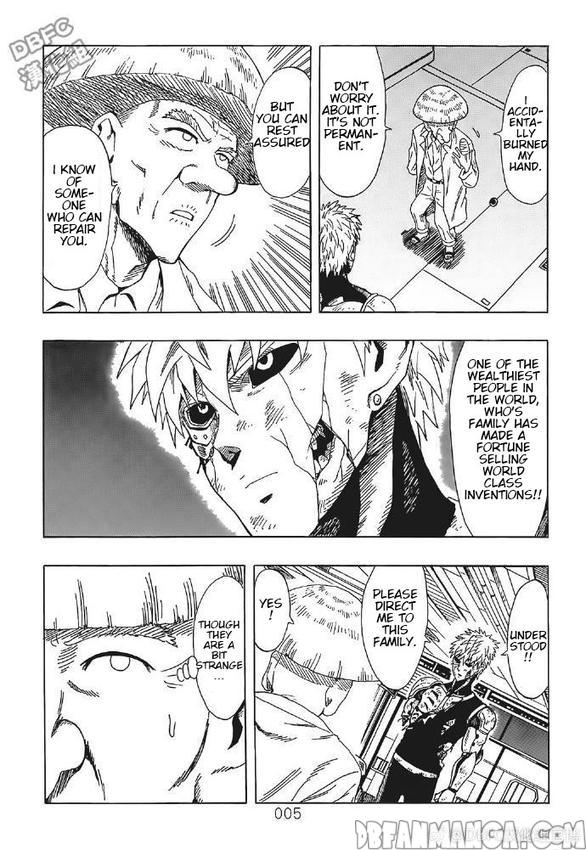 DBFC
漢化組
I
ACCID-
ENTA-
LLY
BURNED
MY
HAND.
DON'T
WORRY
ABOUT IT.
IT'S NOT
PERMAN-
ENT.
BUT
YOU CAN
REST
ASSURED
I KNOW
OF
SOME-
ONE
WHO CAN
REPAIR
YOU.
ONE OF THE
WEALTHIEST
PEOPLE IN
THE WORLD,
WHO'S
FAMILY HAS
MADE A
FORTUNE
SELLING
WORLD
CLASS
INVENTIONS!!
UNDER
STOOD!!
PLEASE
DIRECT
ME TO
THIS
FAMILY.
YES
!
THOUGH
THEY
ARE A
BIT
STRANGE
...
005
DBFANMANGA.COM